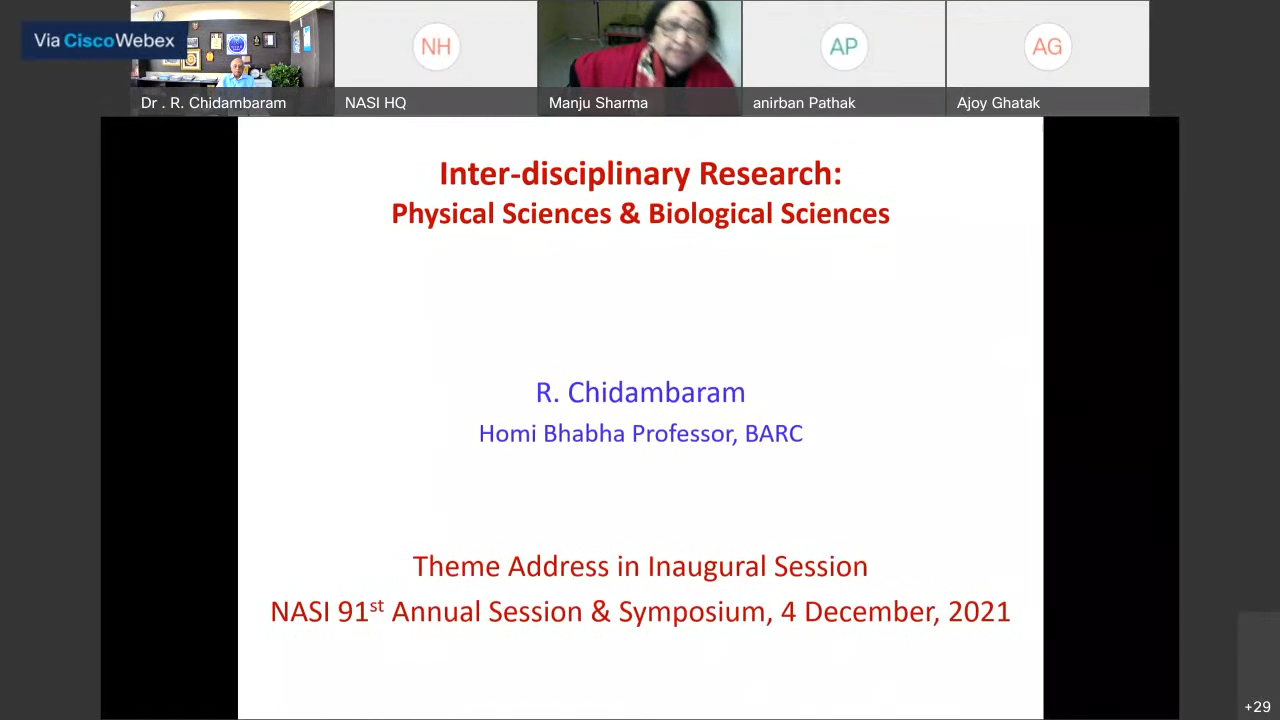 Via CiscoWebex
NH
AP
AG
Dr . R. Chidambaram
NASI HQ
Manju Sharma
anirban Pathak
Ajoy Ghatak
Inter-disciplinary Research:
Physical Sciences & Biological Sciences
R. Chidambaram
Homi Bhabha Professor, BARC
Theme Address in Inaugural Session
NASI 91st Annual Session & Symposium, 4 December, 2021
+29